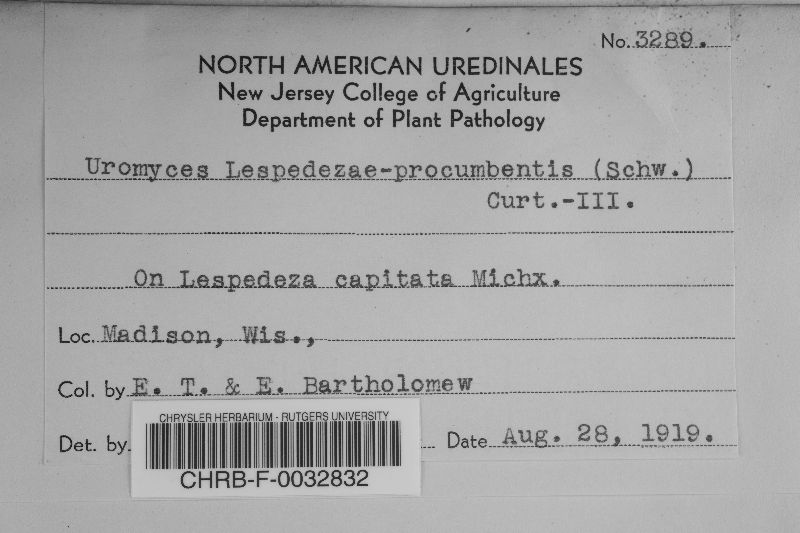 No. 3289.
NORTH AMERICAN UREDINALES
New Jersey College of Agriculture
Department of Plant Pathology
Uromyces Lespedezae-procumbentis (Schw.)
Curt.-III.
On Lespedeza capitata Michx.
Loc. Madison, Wis.,
Col. by E. T. & E. Bartholomew
Det. by Date Aug. 28, 1919.
CHRYSLER HERBARIUM - RUTGERS UNIVERSITY
CHRB-F-0032832